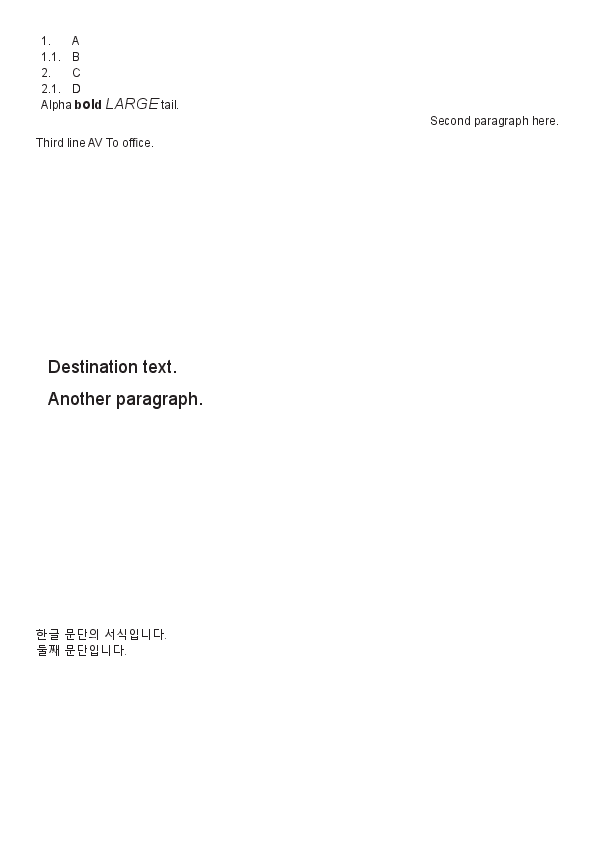 1. A
1.1. B
2. C
2.1. D
Alpha bold LARGE tail.
Second paragraph here.
Third line AV To office.
Destination text.
Another paragraph.
한글 문단의 서식입니다.
둘째 문단입니다.